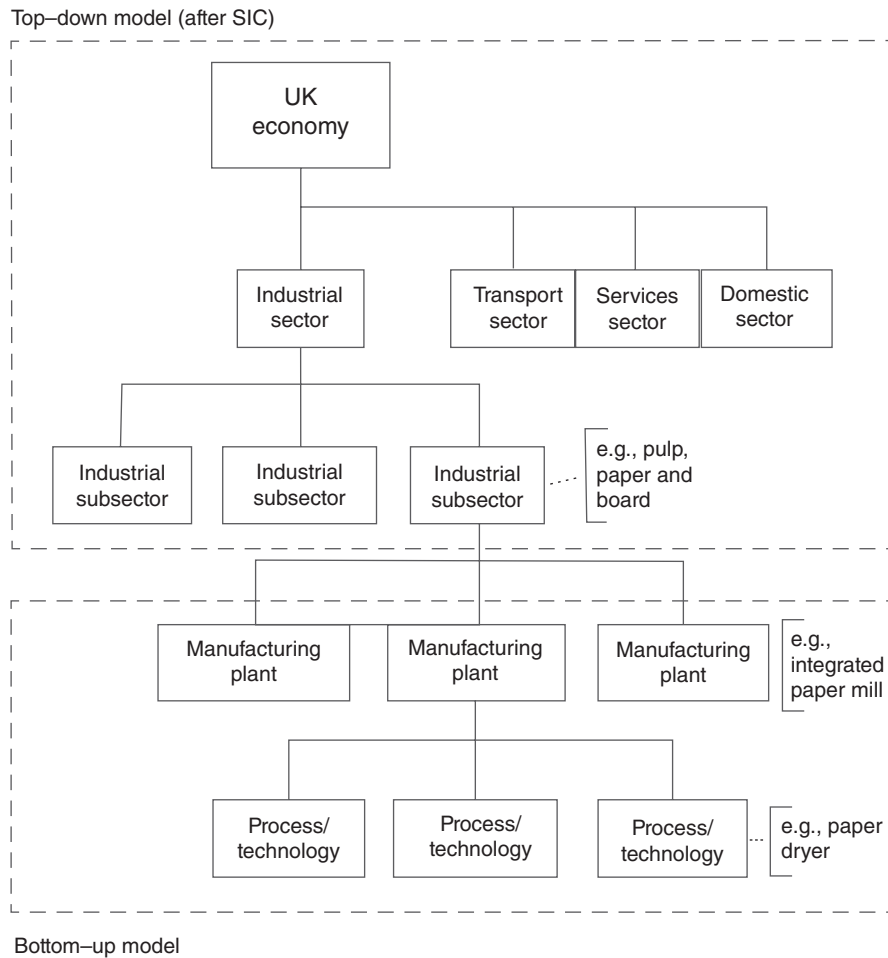 Top–down model (after SIC)
UK
economy
Industrial
sector
Transport
sector
Services
sector
Domestic
sector
Industrial
subsector
Industrial
subsector
Industrial
subsector
e.g., pulp,
paper and
board
Manufacturing
plant
Manufacturing
plant
Manufacturing
plant
e.g.,
integrated
paper mill
Process/
technology
Process/
technology
Process/
technology
e.g., paper
dryer
Bottom–up model